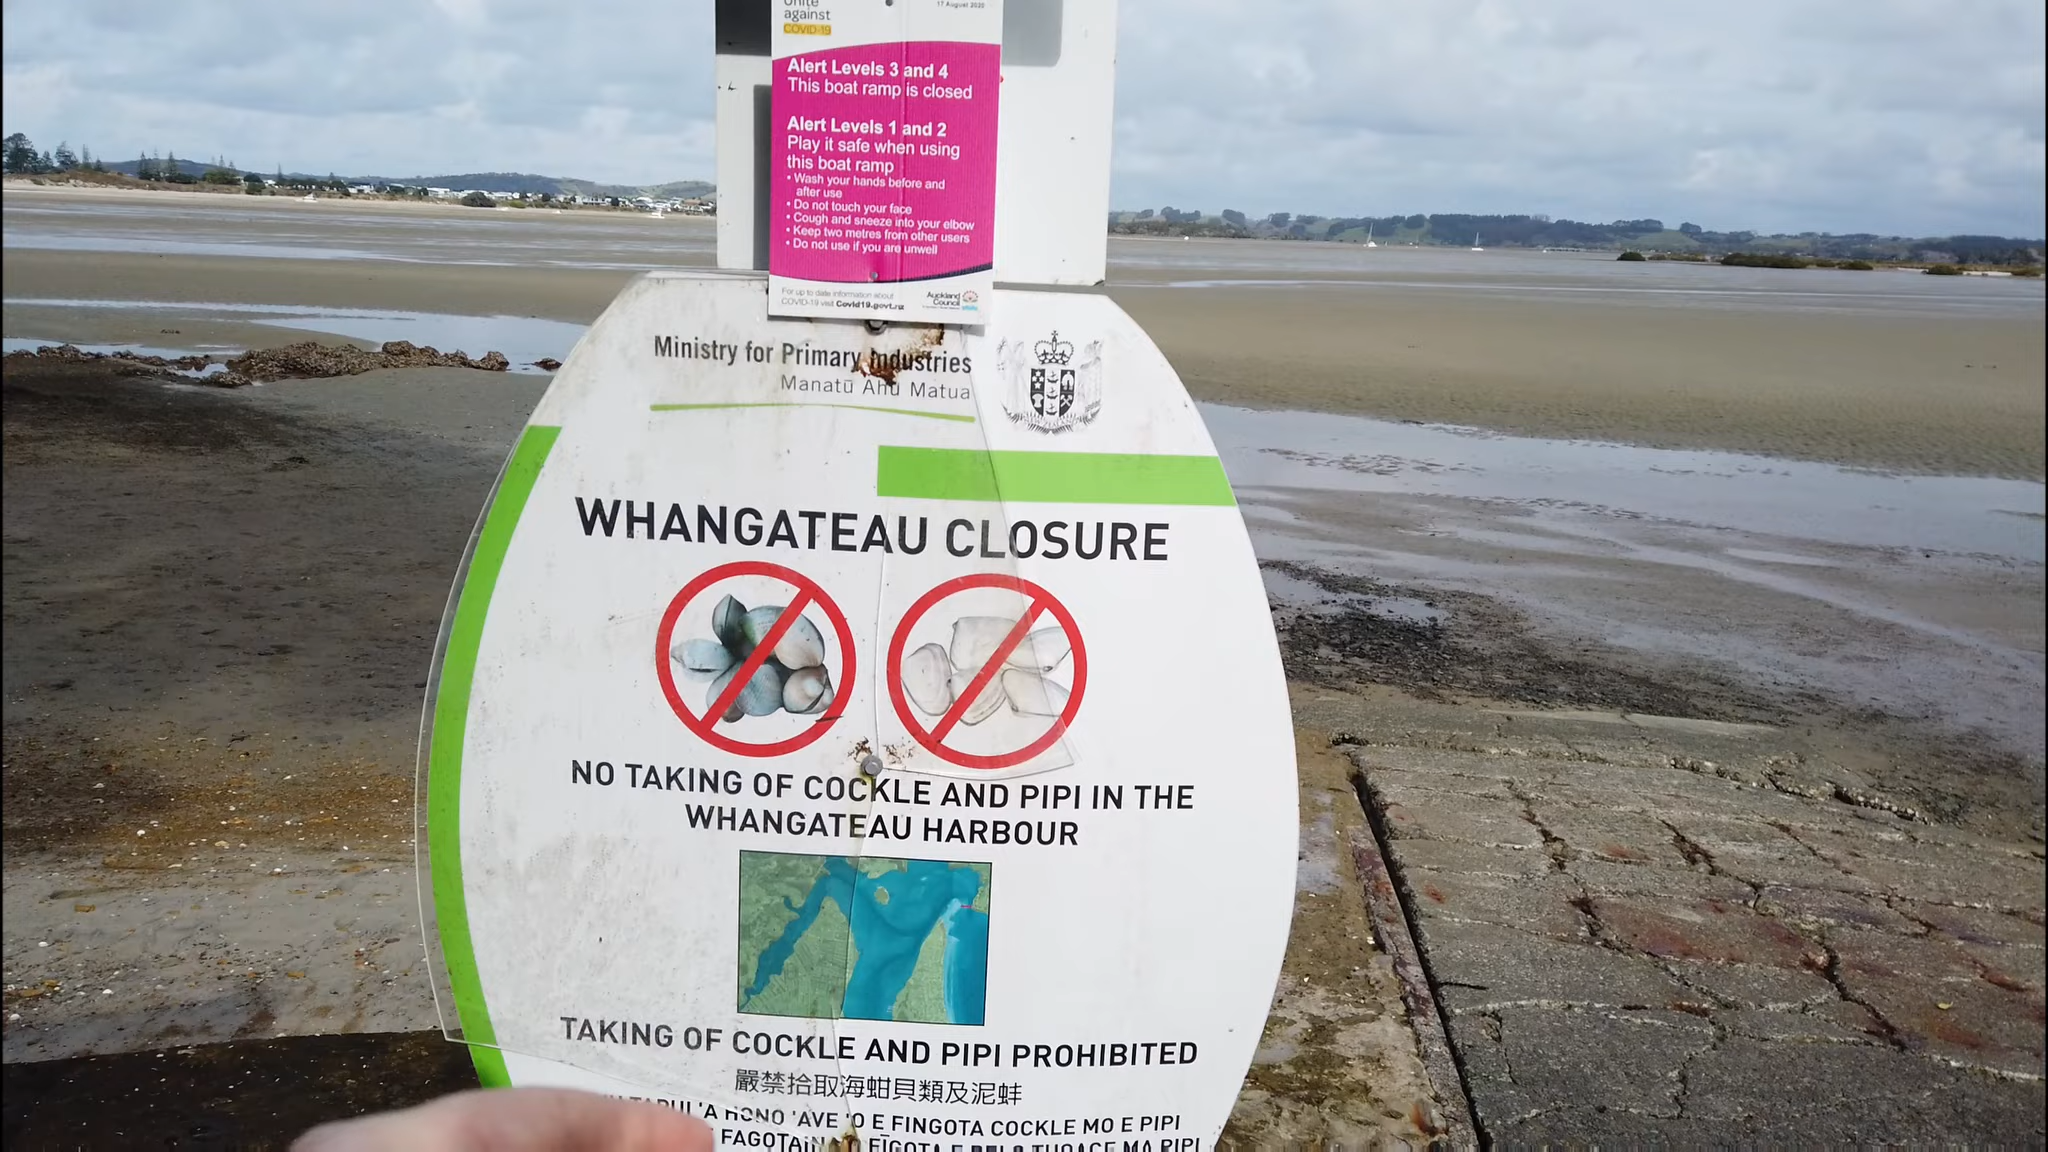 Unite
against
COVID-19
17 August 2020
Alert Levels 3 and 4
This boat ramp is closed
Alert Levels 1 and 2
Play it safe when using
this boat ramp
• Wash your hands before and
after use
• Do not touch your face
• Cough and sneeze into your elbow
• Keep two metres from other users
• Do not use if you are unwell
For up to date information about
COVID-19 visit Covid19.govt.nz
Auckland
Council
Ministry for Primary Industries
Manatū Ahu Matua
NEW ZEALAND
WHANGATEAU CLOSURE
NO TAKING OF COCKLE AND PIPI IN THE
WHANGATEAU HARBOUR
TAKING OF COCKLE AND PIPI PROHIBITED
嚴禁拾取海蚶貝類及泥蚌
'A HONO 'AVE 'O E FINGOTA COCKLE MO E PIPI
MA PIPI